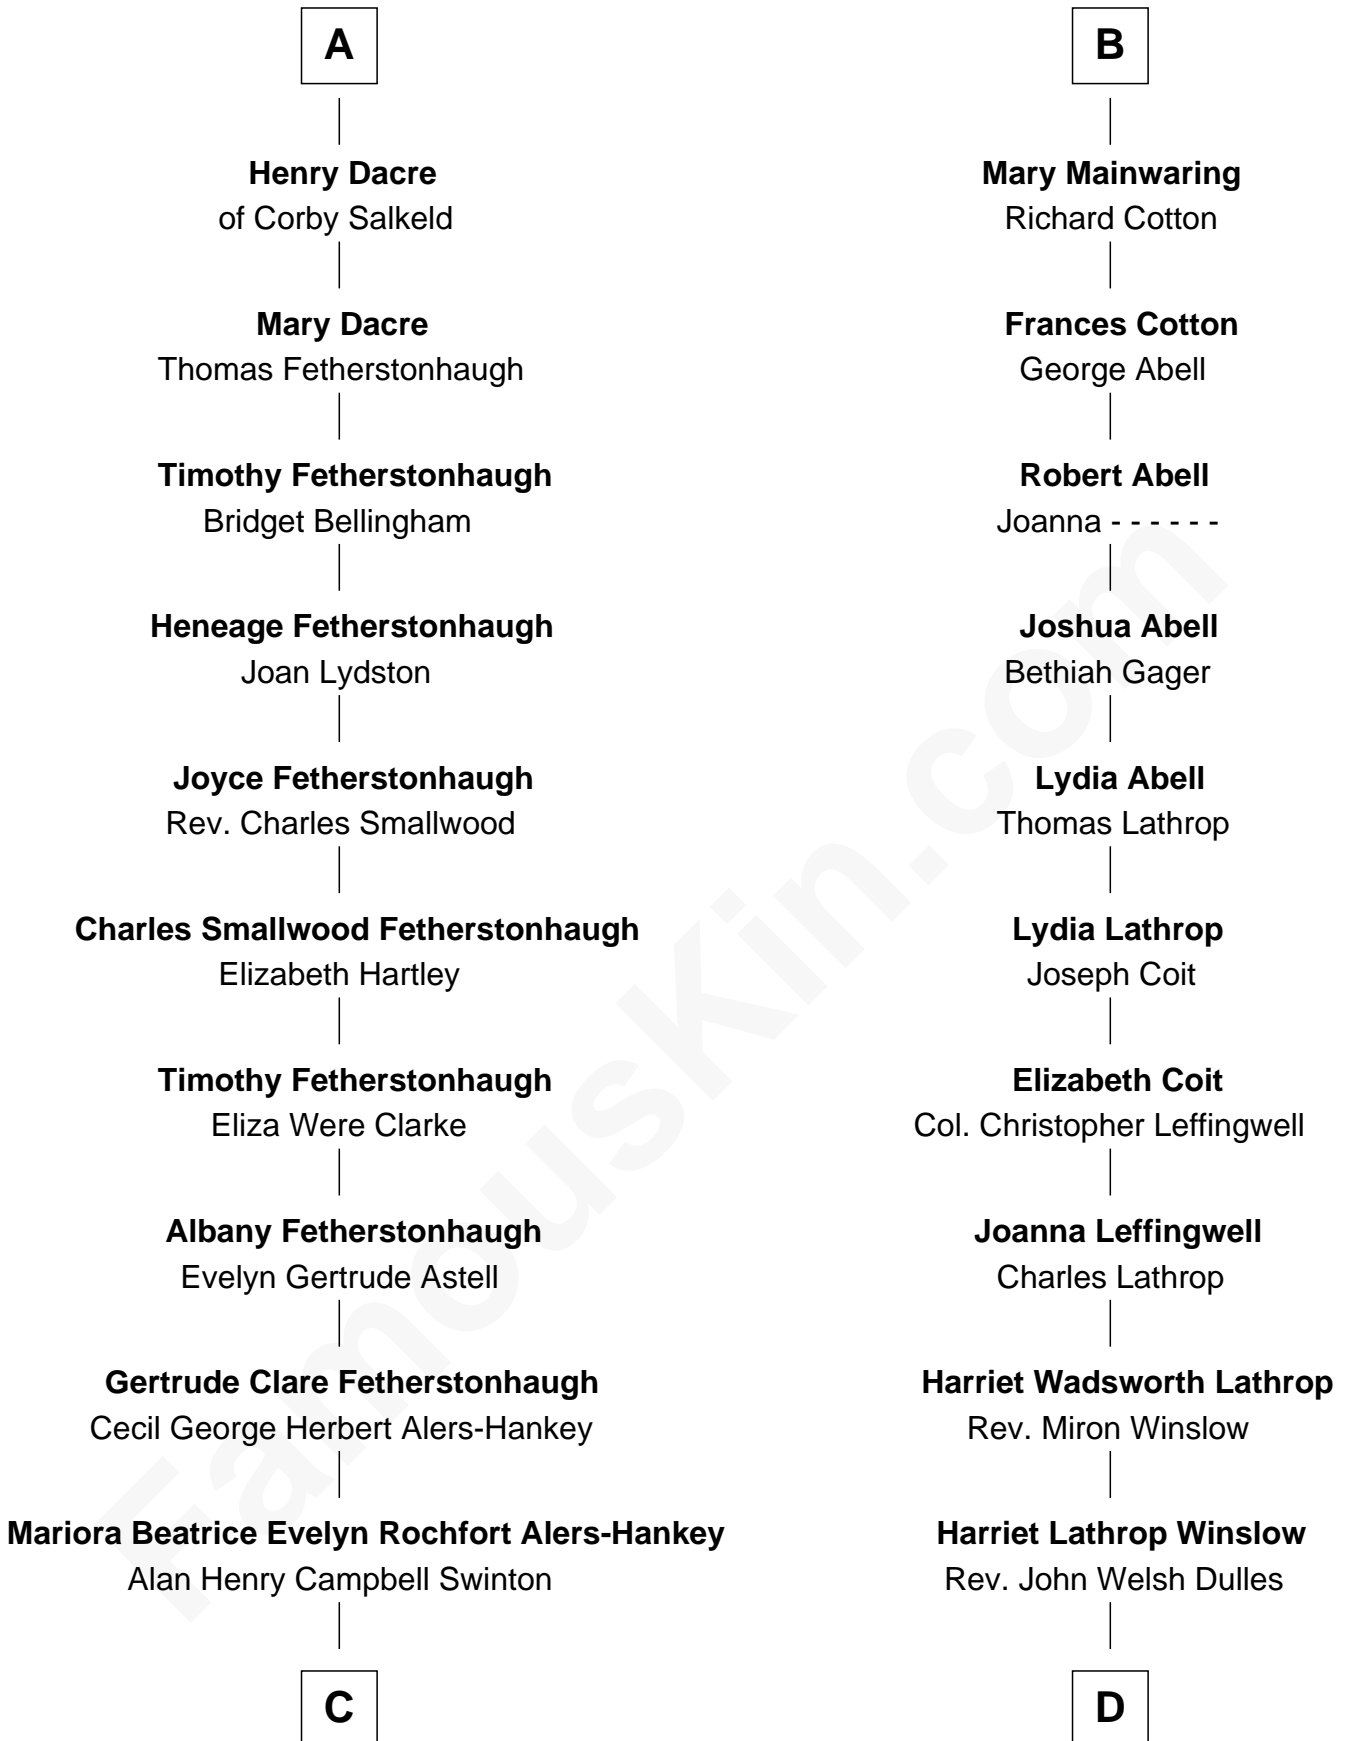 A
Henry Dacre
of Corby Salkeld
Mary Dacre
Thomas Fetherstonhaugh
Timothy Fetherstonhaugh
Bridget Bellingham
Heneage Fetherstonhaugh
Joan Lydston
Joyce Fetherstonhaugh
Rev. Charles Smallwood
Charles Smallwood Fetherstonhaugh
Elizabeth Hartley
Timothy Fetherstonhaugh
Eliza Were Clarke
Albany Fetherstonhaugh
Evelyn Gertrude Astell
Gertrude Clare Fetherstonhaugh
Cecil George Herbert Alers-Hankey
Mariora Beatrice Evelyn Rochfort Alers-Hankey
Alan Henry Campbell Swinton
C
B
Mary Mainwaring
Richard Cotton
Frances Cotton
George Abell
Robert Abell
Joanna - - - - - -
Joshua Abell
Bethiah Gager
Lydia Abell
Thomas Lathrop
Lydia Lathrop
Joseph Coit
Elizabeth Coit
Col. Christopher Leffingwell
Joanna Leffingwell
Charles Lathrop
Harriet Wadsworth Lathrop
Rev. Miron Winslow
Harriet Lathrop Winslow
Rev. John Welsh Dulles
D
FamousKin.com